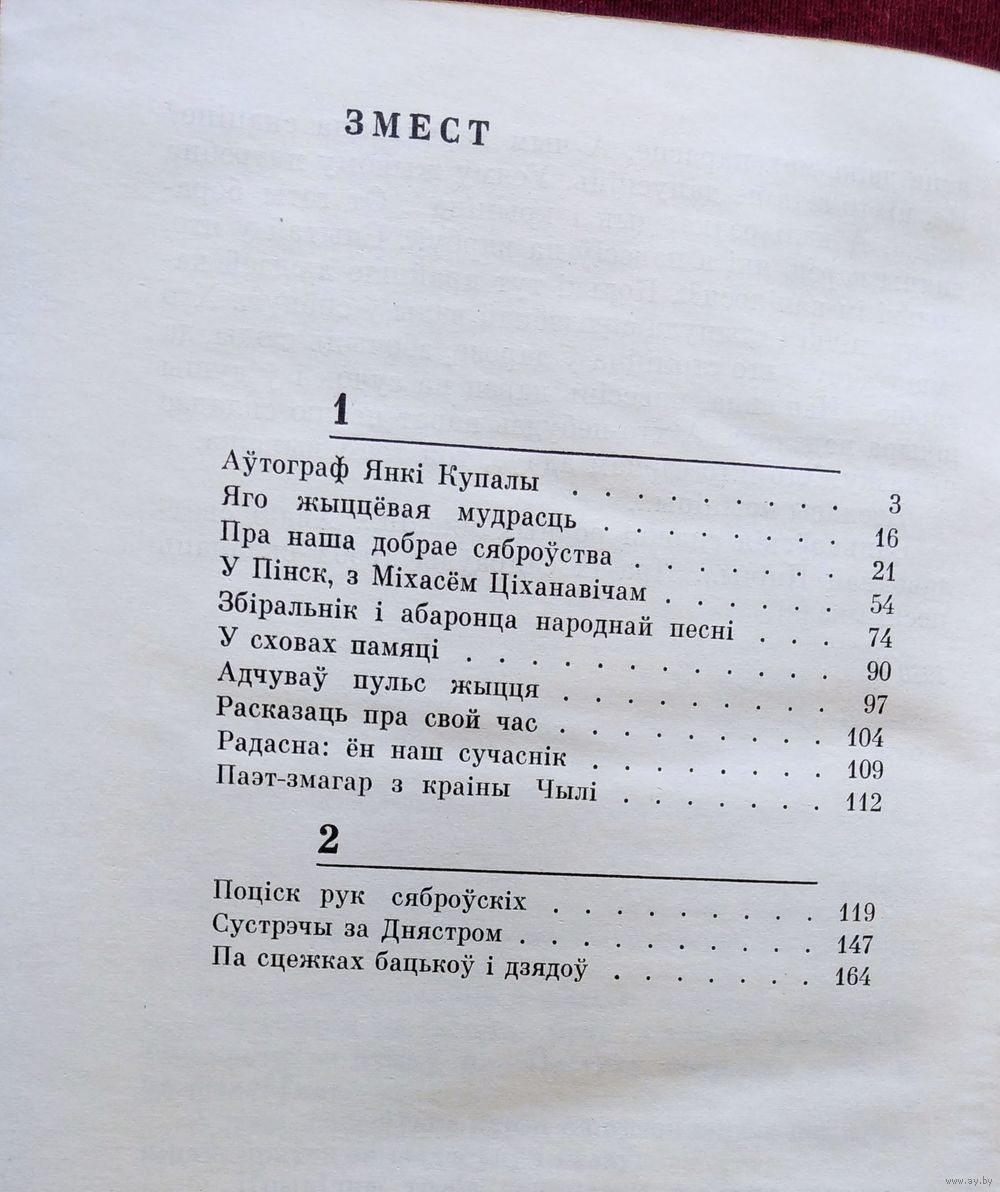 ЗМЕСТ
1
Аўтограф Янкі Купалы . . . . . . . . . 3
Яго жыццёвая мудрасць . . . . . . . . 16
Пра наша добрае сяброўства . . . . . . . 21
У Пінск, з Міхасём Ціханавічам . . . . . . 54
Збіральнік і абаронца народнай песні . . . 74
У сховах памяці . . . . . . . . . . . . 90
Адчуваў пульс жыцця . . . . . . . . . 97
Расказаць пра свой час . . . . . . . . . 104
Радасна: ён наш сучаснік . . . . . . . . 109
Паэт-змагар з краіны Чылі . . . . . . . 112
2
Поціск рук сяброўскіх . . . . . . . . . 119
Сустрэчы за Днястром . . . . . . . . . . 147
Па сцежках бацькоў і дзядоў . . . . . . . 164
www.ay.by